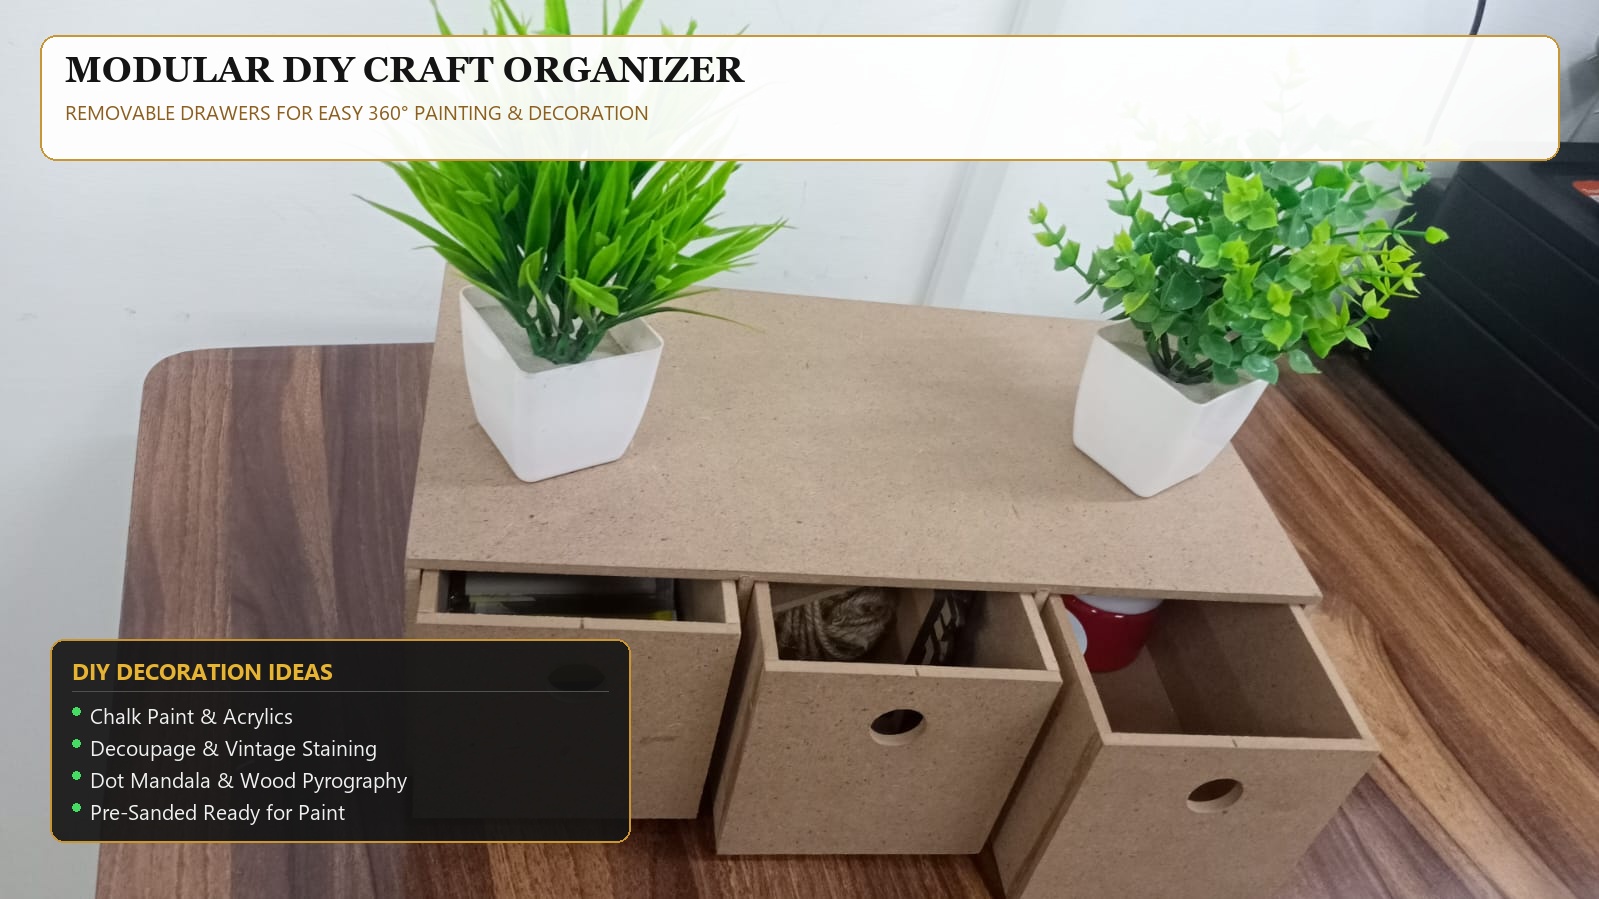 MODULAR DIY CRAFT ORGANIZER
REMOVABLE DRAWERS FOR EASY 360° PAINTING & DECORATION
DIY DECORATION IDEAS
Chalk Paint & Acrylics
Decoupage & Vintage Staining
Dot Mandala & Wood Pyrography
Pre-Sanded Ready for Paint